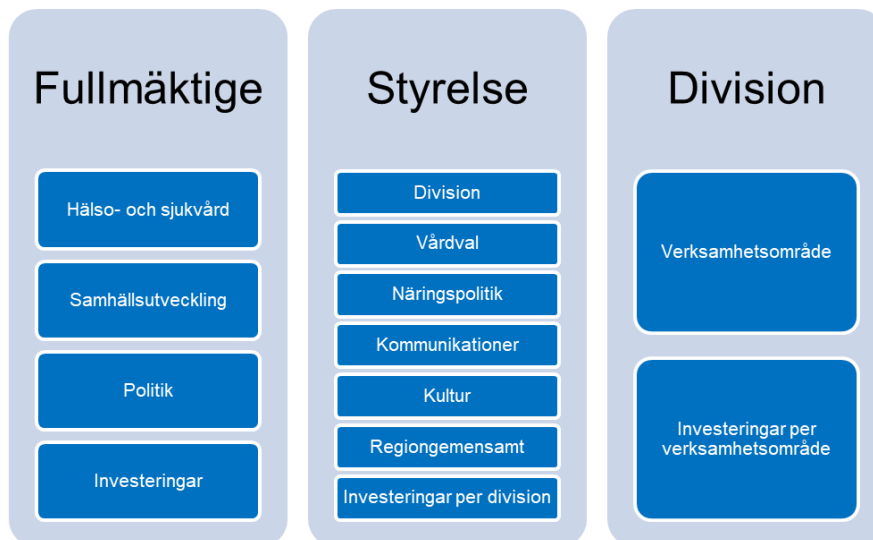 Fullmäktige
Hälso- och sjukvård
Samhällsutveckling
Politik
Investeringar
Styrelse
Division
Vårdval
Näringspolitik
Kommunikationer
Kultur
Regiongemensamt
Investeringar per division
Division
Verksamhetsområde
Investeringar per
verksamhetsområde